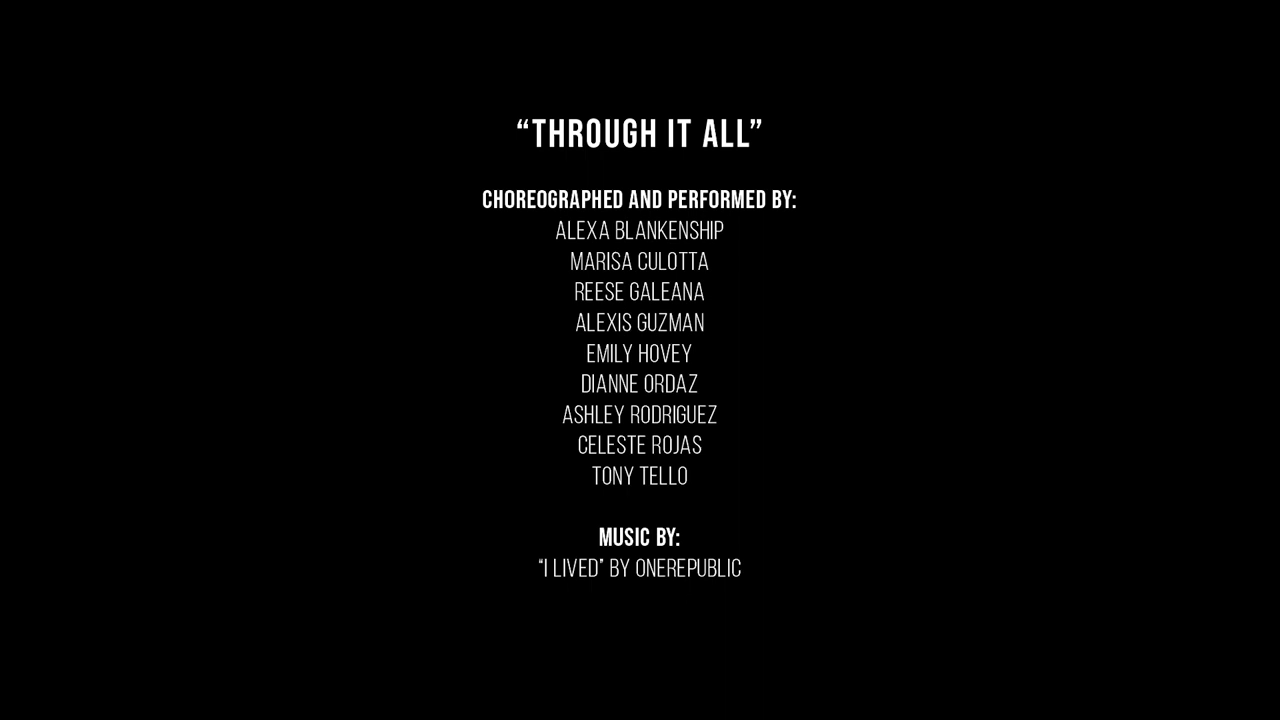 “THROUGH IT ALL”
CHOREOGRAPHED AND PERFORMED BY:
ALEXA BLANKENSHIP
MARISA CULOTTA
REESE GALEANA
ALEXIS GUZMAN
EMILY HOVEY
DIANNE ORDAZ
ASHLEY RODRIGUEZ
CELESTE ROJAS
TONY TELLO
MUSIC BY:
“I LIVED” BY ONEREPUBLIC